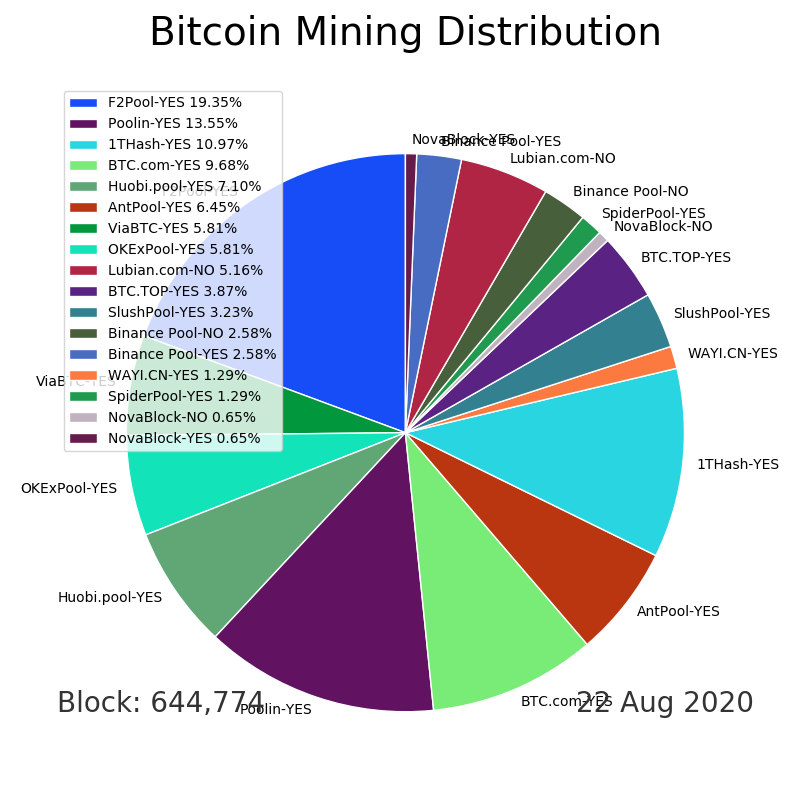 Bitcoin Mining Distribution
F2Pool-YES 19.35%
Poolin-YES 13.55%
1THash-YES 10.97%
BTC.com-YES 9.68%
Huobi.pool-YES 7.10%
AntPool-YES 6.45%
ViaBTC-YES 5.81%
OKExPool-YES 5.81%
Lubian.com-NO 5.16%
BTC.TOP-YES 3.87%
SlushPool-YES 3.23%
Binance Pool-NO 2.58%
Binance Pool-YES 2.58%
WAYI.CN-YES 1.29%
SpiderPool-YES 1.29%
NovaBlock-NO 0.65%
NovaBlock-YES 0.65%
NovaBlock-YES
Binance Pool-YES
Lubian.com-NO
Binance Pool-NO
F2Pool-YES
SpiderPool-YES
NovaBlock-NO
BTC.TOP-YES
SlushPool-YES
WAYI.CN-YES
ViaBTC-YES
1THash-YES
OKExPool-YES
Huobi.pool-YES
AntPool-YES
BTC.com-YES
Poolin-YES
Block: 644,774
22 Aug 2020